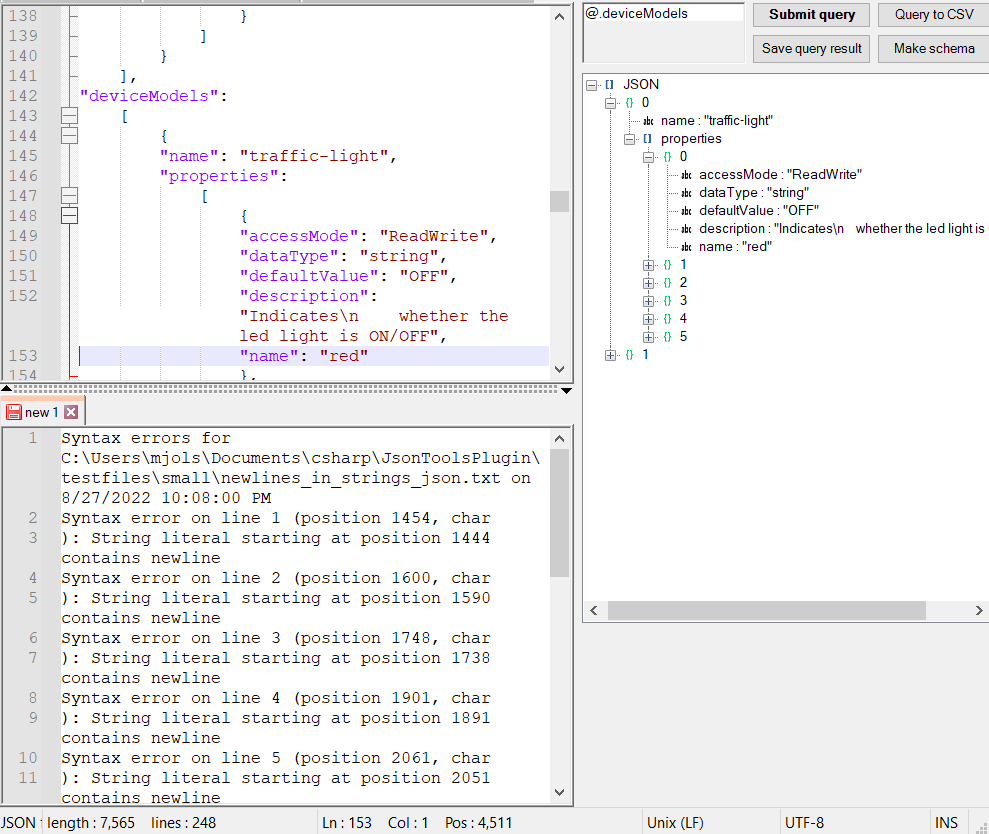 138 }
139 ]
140 }
141 ],
142 "deviceModels":
143 [
144 {
145 "name": "traffic-light",
146 "properties":
147 [
148 {
149 "accessMode": "ReadWrite",
150 "dataType": "string",
151 "defaultValue": "OFF",
152 "description":
"Indicates\n    whether the
led light is ON/OFF",
153 "name": "red"
154 },
new 1
1 Syntax errors for
C:\Users\mjols\Documents\csharp\JsonToolsPlugin\
testfiles\small\newlines_in_strings_json.txt on
8/27/2022 10:08:00 PM
2 Syntax error on line 1 (position 1454, char
3 ): String literal starting at position 1444
contains newline
4 Syntax error on line 2 (position 1600, char
5 ): String literal starting at position 1590
contains newline
6 Syntax error on line 3 (position 1748, char
7 ): String literal starting at position 1738
contains newline
8 Syntax error on line 4 (position 1901, char
9 ): String literal starting at position 1891
contains newline
10 Syntax error on line 5 (position 2061, char
11 ): String literal starting at position 2051
contains newline
@.deviceModels
Submit query
Query to CSV
Save query result
Make schema
[] JSON
{} 0
abc name : "traffic-light"
[] properties
{} 0
abc accessMode : "ReadWrite"
abc dataType : "string"
abc defaultValue : "OFF"
abc description : "Indicates\n    whether the led light is
abc name : "red"
{} 1
{} 2
{} 3
{} 4
{} 5
{} 1
JSON length : 7,565 lines : 248 Ln : 153 Col : 1 Pos : 4,511 Unix (LF) UTF-8 INS